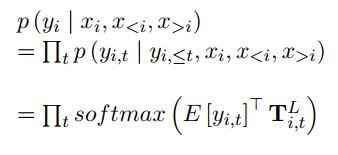 p (y_i | x_i, x_{<i}, x_{>i})
= ∏_t p (y_{i,t} | y_{i,≤t}, x_i, x_{<i}, x_{>i})
= ∏_t softmax (E [y_{i,t}]^⊤ T^L_{i,t})